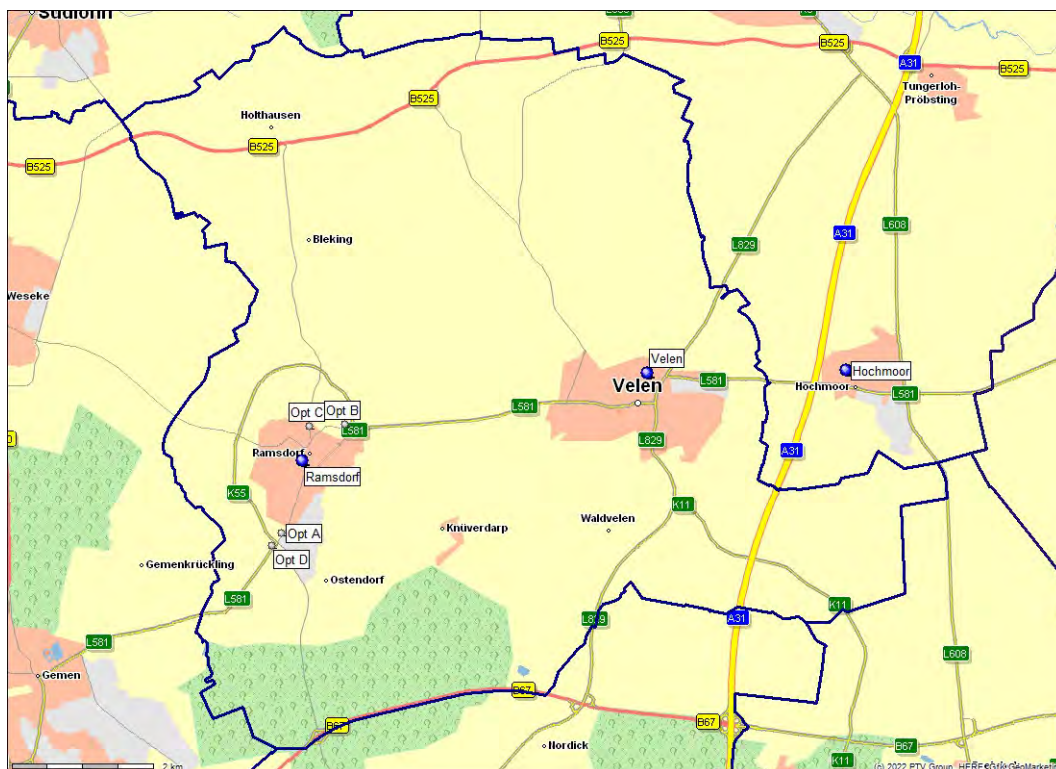 Südlohn
B525
B525
A31
B525
Tungerloh-
Pröbsting
Holthausen
B525
B525
B525
L608
A31
L829
Bleking
Weseke
Velen
Hochmoor
L581
Hochmoor
L581
Velen
L581
Opt C
Opt B
L581
L829
Ramsdorf
A31
Ramsdorf
K55
K11
Waldvelen
Knüverdarp
Opt A
Opt D
Gemenkrückling
Ostendorf
L581
K11
L829
A31
L581
L608
Gemen
B67
B67
B67
Nordick
B67
K11
2 km
(c) 2022 PTV Group, HERE